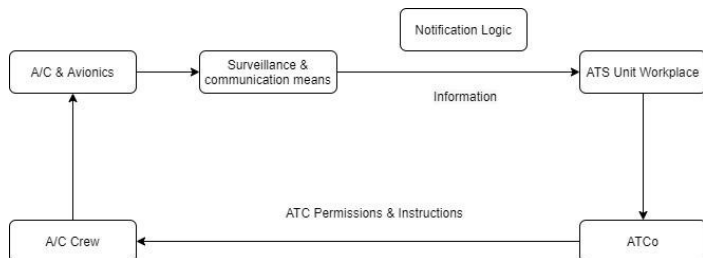 Notification Logic
A/C & Avionics
Surveillance &
communication means
ATS Unit Workplace
Information
ATC Permissions & Instructions
A/C Crew
ATCo